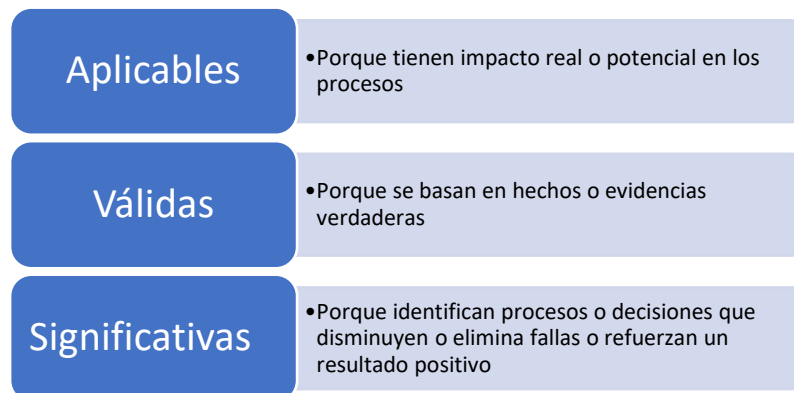 Aplicables
•Porque tienen impacto real o potencial en los
procesos
Válidas
•Porque se basan en hechos o evidencias
verdaderas
Significativas
•Porque identifican procesos o decisiones que
disminuyen o elimina fallas o refuerzan un
resultado positivo